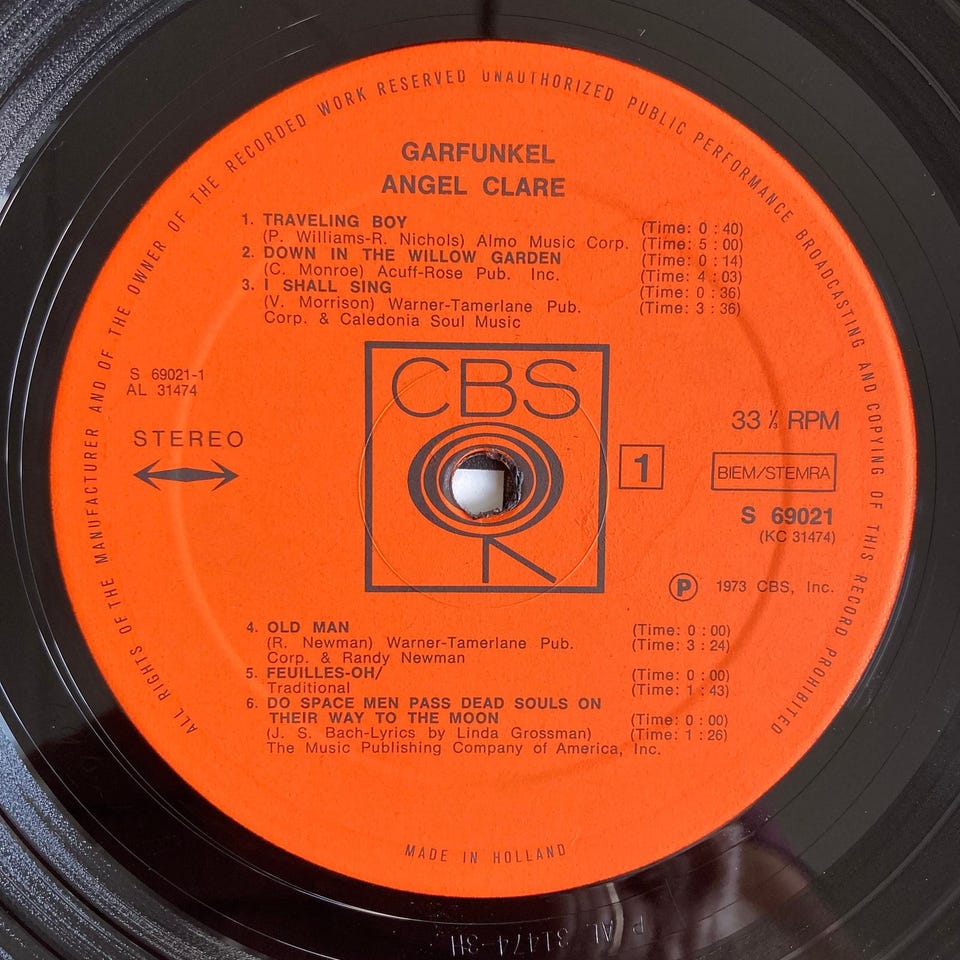 ALL RIGHTS OF THE MANUFACTURER AND OF THE OWNER OF THE RECORDED WORK RESERVED UNAUTHORIZED PUBLIC PERFORMANCE BROADCASTING AND COPYING OF THIS RECORD PROHIBITED
GARFUNKEL
ANGEL CLARE
1. TRAVELING BOY (Time: 0 : 40)
(P. Williams-R. Nichols) Almo Music Corp. (Time: 5 : 00)
2. DOWN IN THE WILLOW GARDEN (Time: 0 : 14)
(C. Monroe) Acuff-Rose Pub. Inc. (Time: 4 : 03)
3. I SHALL SING (Time: 0 : 36)
(V. Morrison) Warner-Tamerlane Pub. (Time: 3 : 36)
Corp. & Caledonia Soul Music
S 69021-1
AL 31474
STEREO
CBS
33 ⅓ RPM
1
BIEM/STEMRA
S 69021
(KC 31474)
Ⓟ 1973 CBS, Inc.
4. OLD MAN (Time: 0 : 00)
(R. Newman) Warner-Tamerlane Pub. (Time: 3 : 24)
Corp. & Randy Newman
5. FEUILLES-OH/ (Time: 0 : 00)
Traditional (Time: 1 : 43)
6. DO SPACE MEN PASS DEAD SOULS ON
THEIR WAY TO THE MOON (Time: 0 : 00)
(J. S. Bach-Lyrics by Linda Grossman) (Time: 1 : 26)
The Music Publishing Company of America, Inc.
MADE IN HOLLAND
P AL 31474-3H